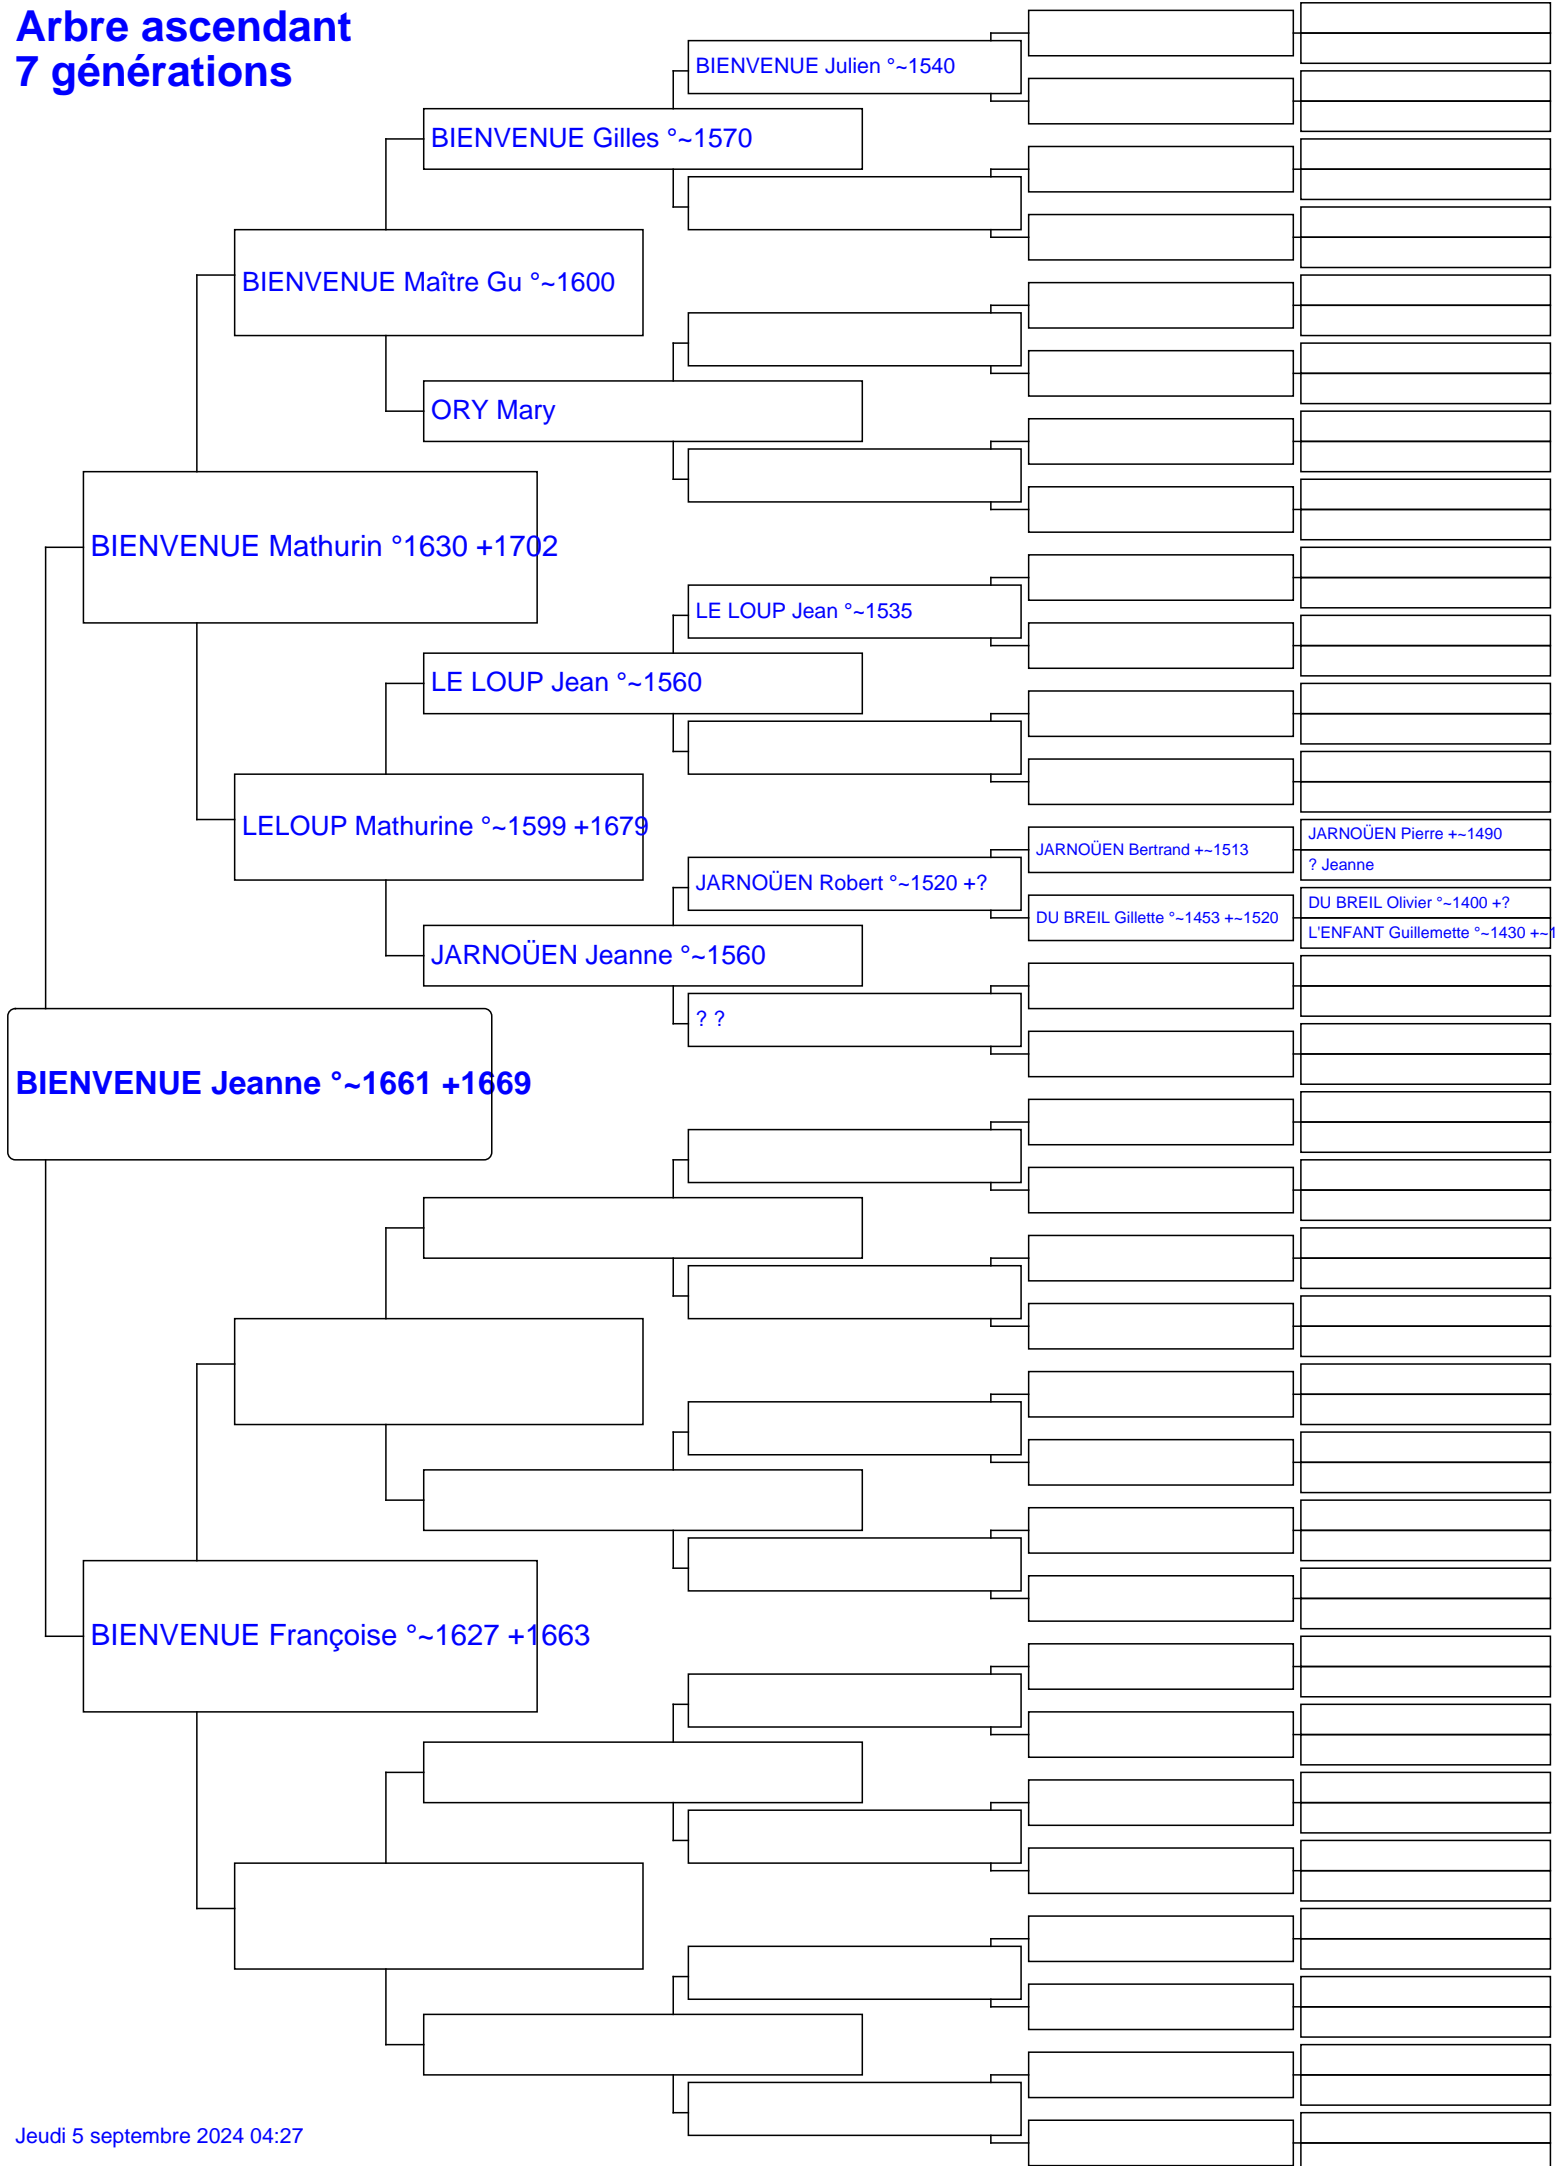 Arbre ascendant
7 générations
BIENVENUE Julien °~1540
BIENVENUE Gilles °~1570
BIENVENUE Maître Gu °~1600
ORY Mary
BIENVENUE Mathurin °1630 +1702
LE LOUP Jean °~1535
LE LOUP Jean °~1560
LELOUP Mathurine °~1599 +1679
JARNOÜEN Pierre +~1490
JARNOÜEN Bertrand +~1513
? Jeanne
JARNOÜEN Robert °~1520 +?
DU BREIL Olivier °~1400 +?
DU BREIL Gillette °~1453 +~1520
L'ENFANT Guillemette °~1430 +~1
JARNOÜEN Jeanne °~1560
? ?
BIENVENUE Jeanne °~1661 +1669
BIENVENUE Françoise °~1627 +1663
Jeudi 5 septembre 2024 04:27